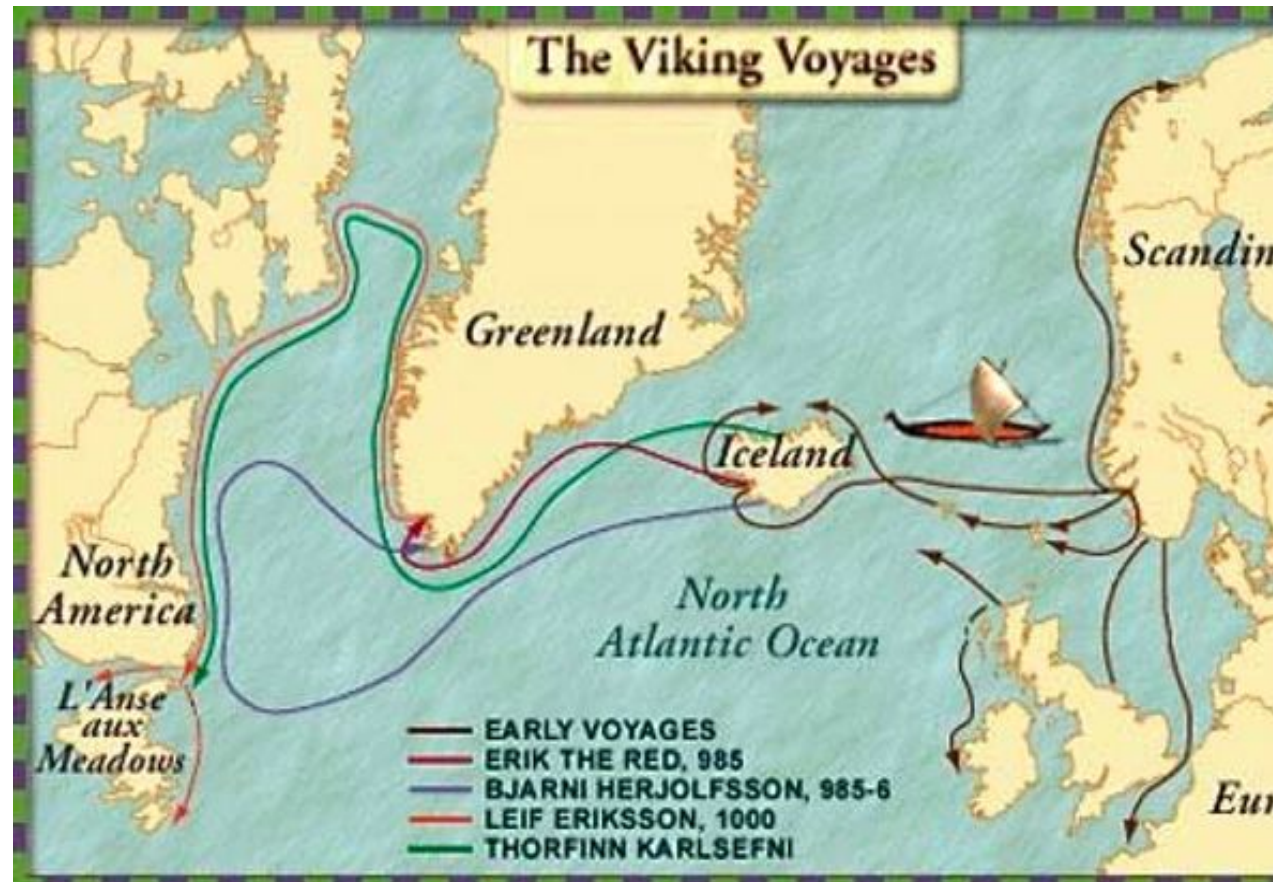 The Viking Voyages
Scandin
Greenland
Iceland
North
America
North
Atlantic Ocean
L'Anse
aux
Meadows
EARLY VOYAGES
ERIK THE RED, 985
BJARNI HERJOLFSSON, 985-6
LEIF ERIKSSON, 1000
THORFINN KARLSEFNI
Eur